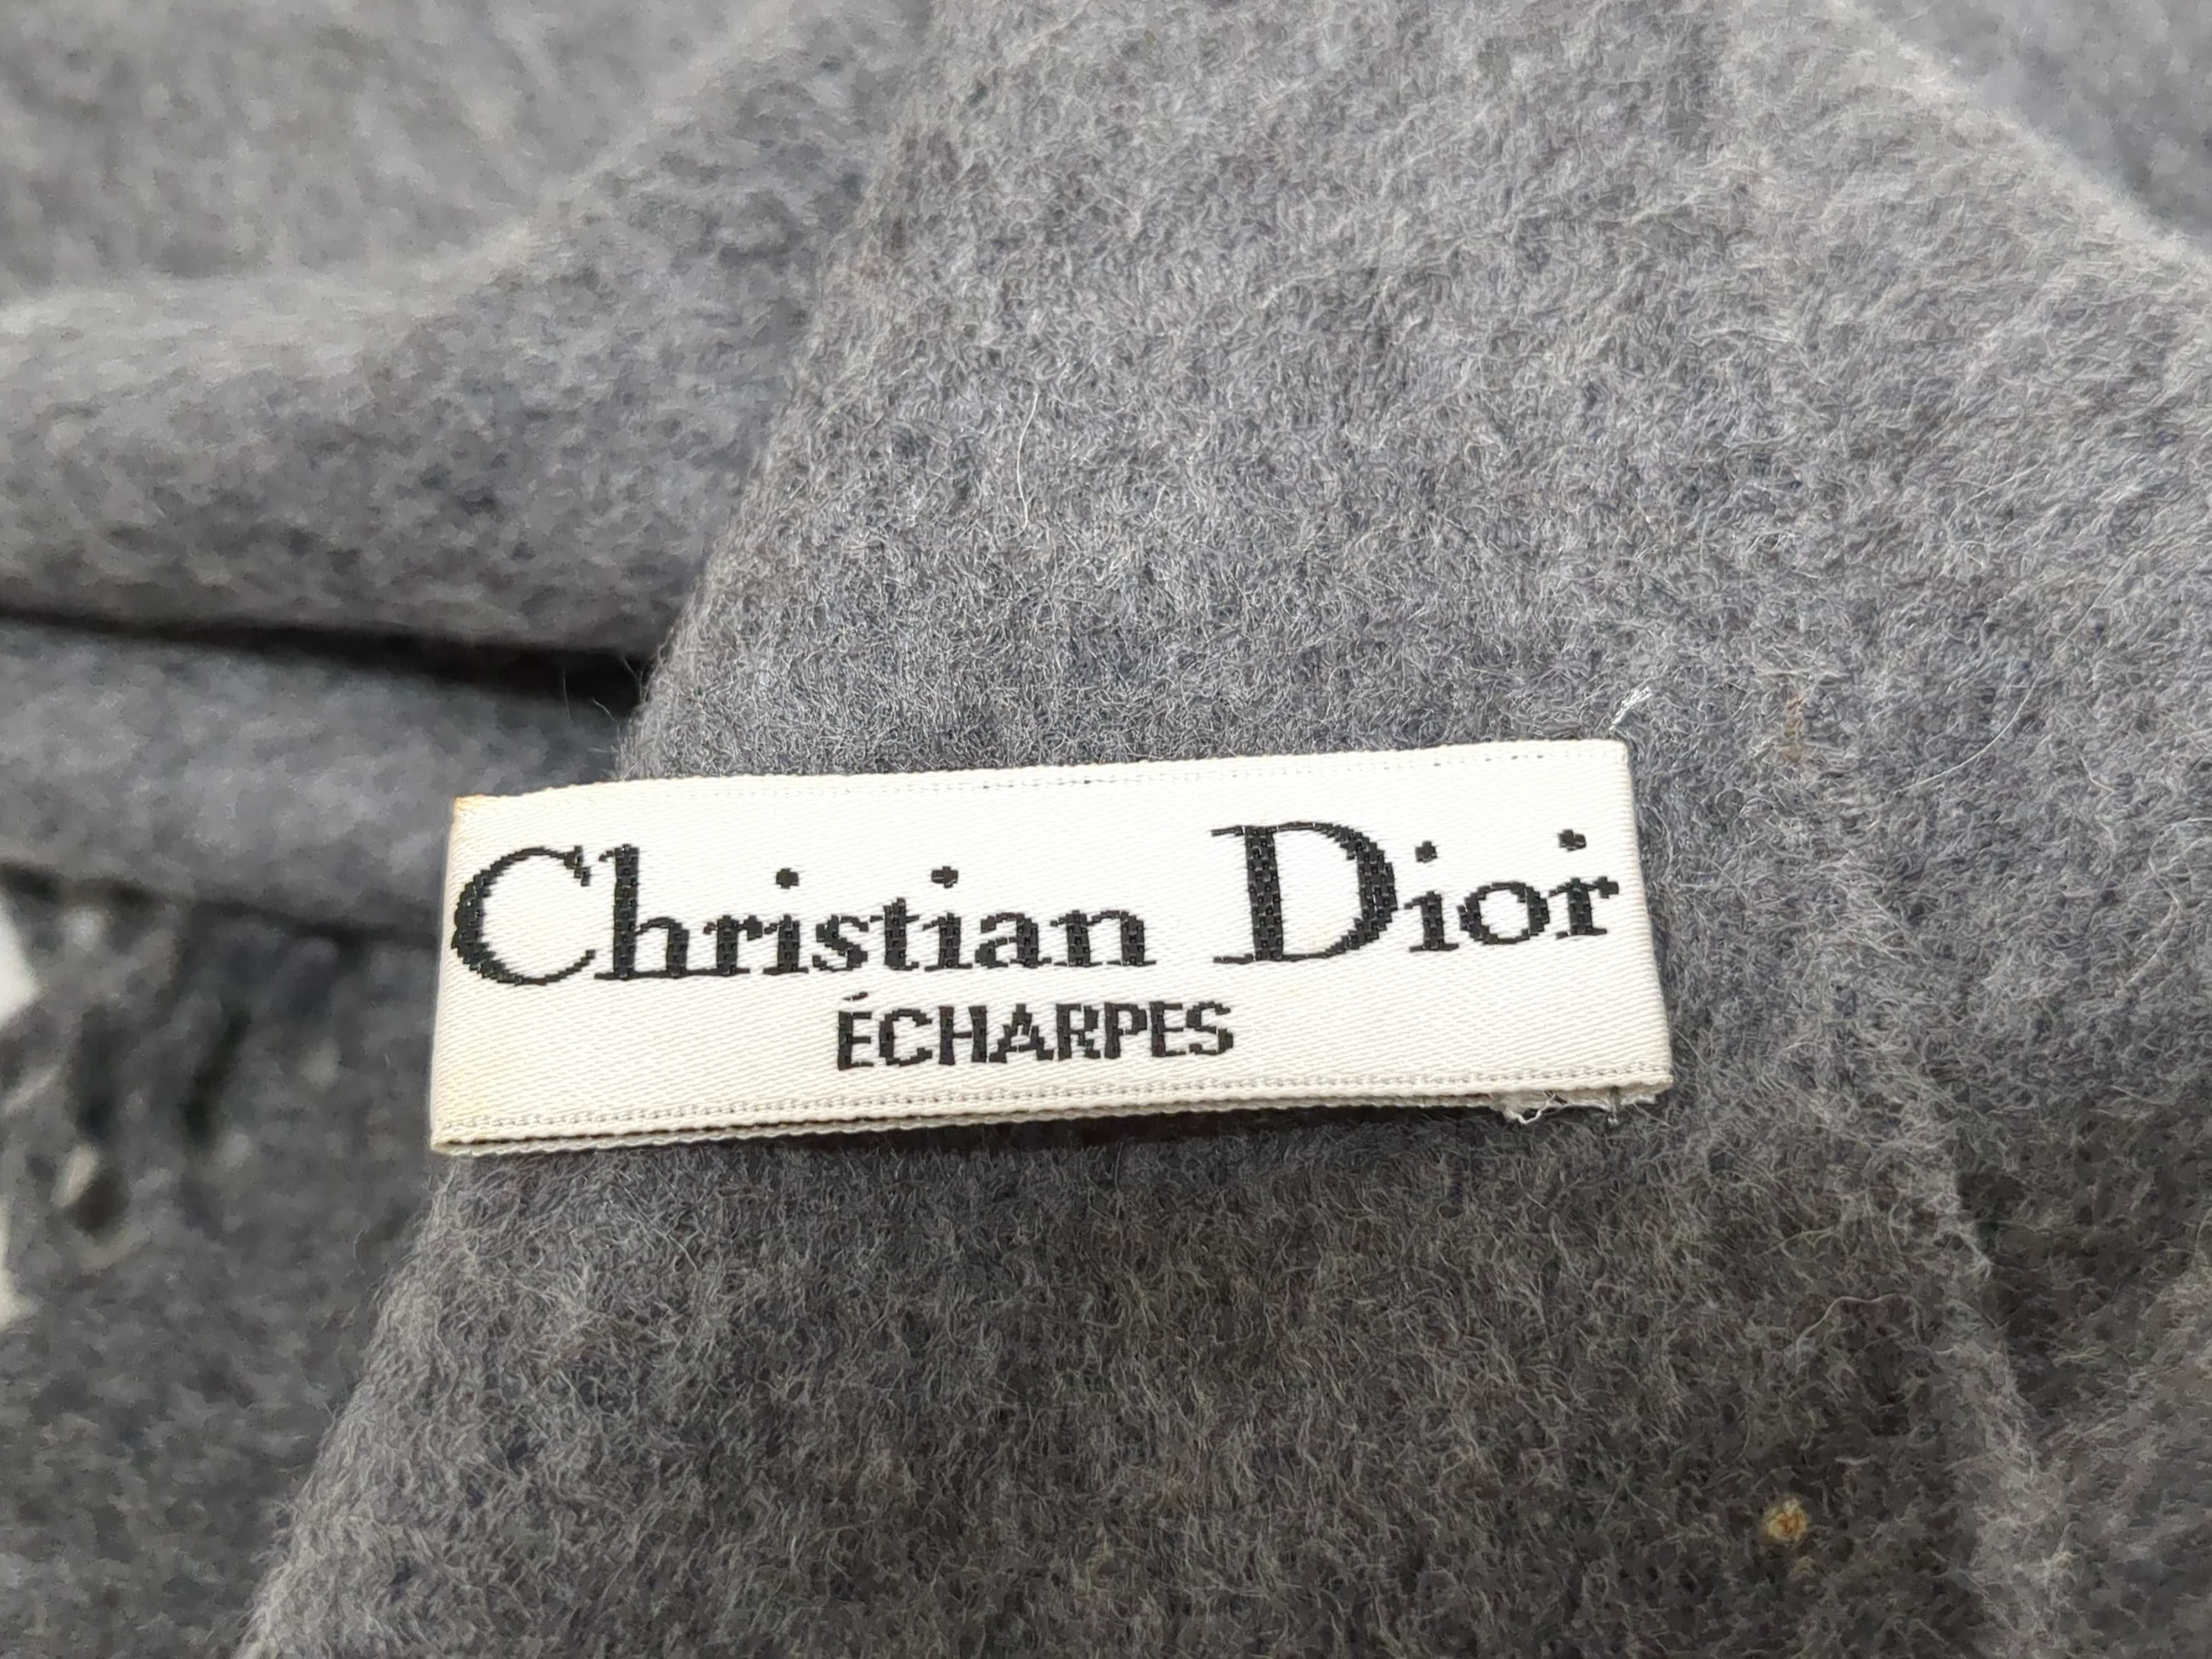 Christian Dior
ÉCHARPES